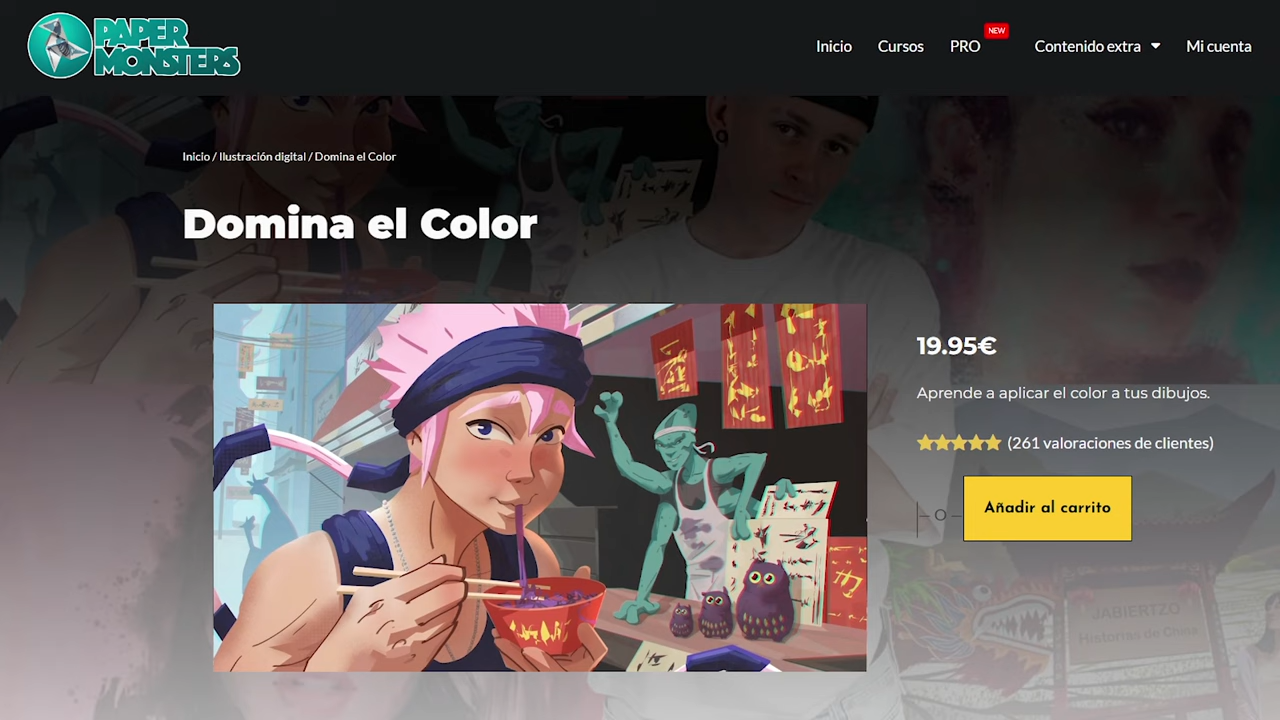 PAPER
MONSTERS
Inicio
Cursos
PRO
NEW
Contenido extra
Mi cuenta
Inicio / Ilustración digital / Domina el Color
Domina el Color
19.95€
Aprende a aplicar el color a tus dibujos.
(261 valoraciones de clientes)
— O —
Añadir al carrito
JABIERTZO
Historias de China